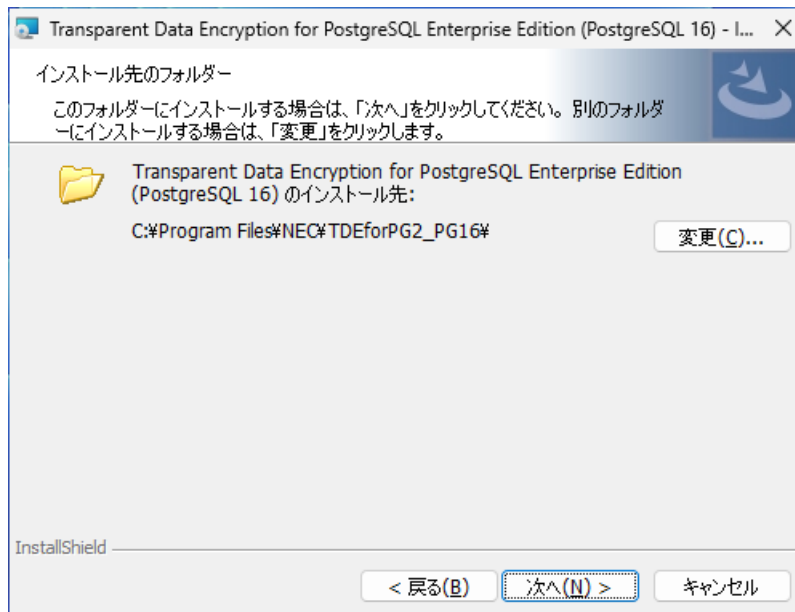 Transparent Data Encryption for PostgreSQL Enterprise Edition (PostgreSQL 16) - I...
インストール先のフォルダー
このフォルダーにインストールする場合は、「次へ」をクリックしてください。別のフォルダ
ーにインストールする場合は、「変更」をクリックします。
Transparent Data Encryption for PostgreSQL Enterprise Edition
(PostgreSQL 16) のインストール先:
C:¥Program Files¥NEC¥TDEforPG2_PG16¥
変更(C)...
InstallShield
< 戻る(B)
次へ(N) >
キャンセル